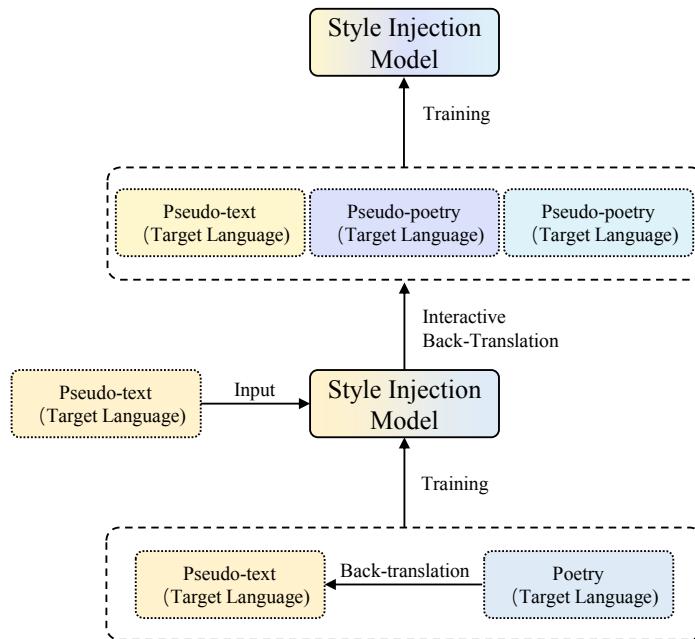 Style Injection
Model
Training
Pseudo-text
（Target Language)
Pseudo-poetry
（Target Language)
Pseudo-poetry
（Target Language)
Interactive
Back-Translation
Pseudo-text
（Target Language)
Input
Style Injection
Model
Training
Pseudo-text
（Target Language)
Back-translation
Poetry
（Target Language)